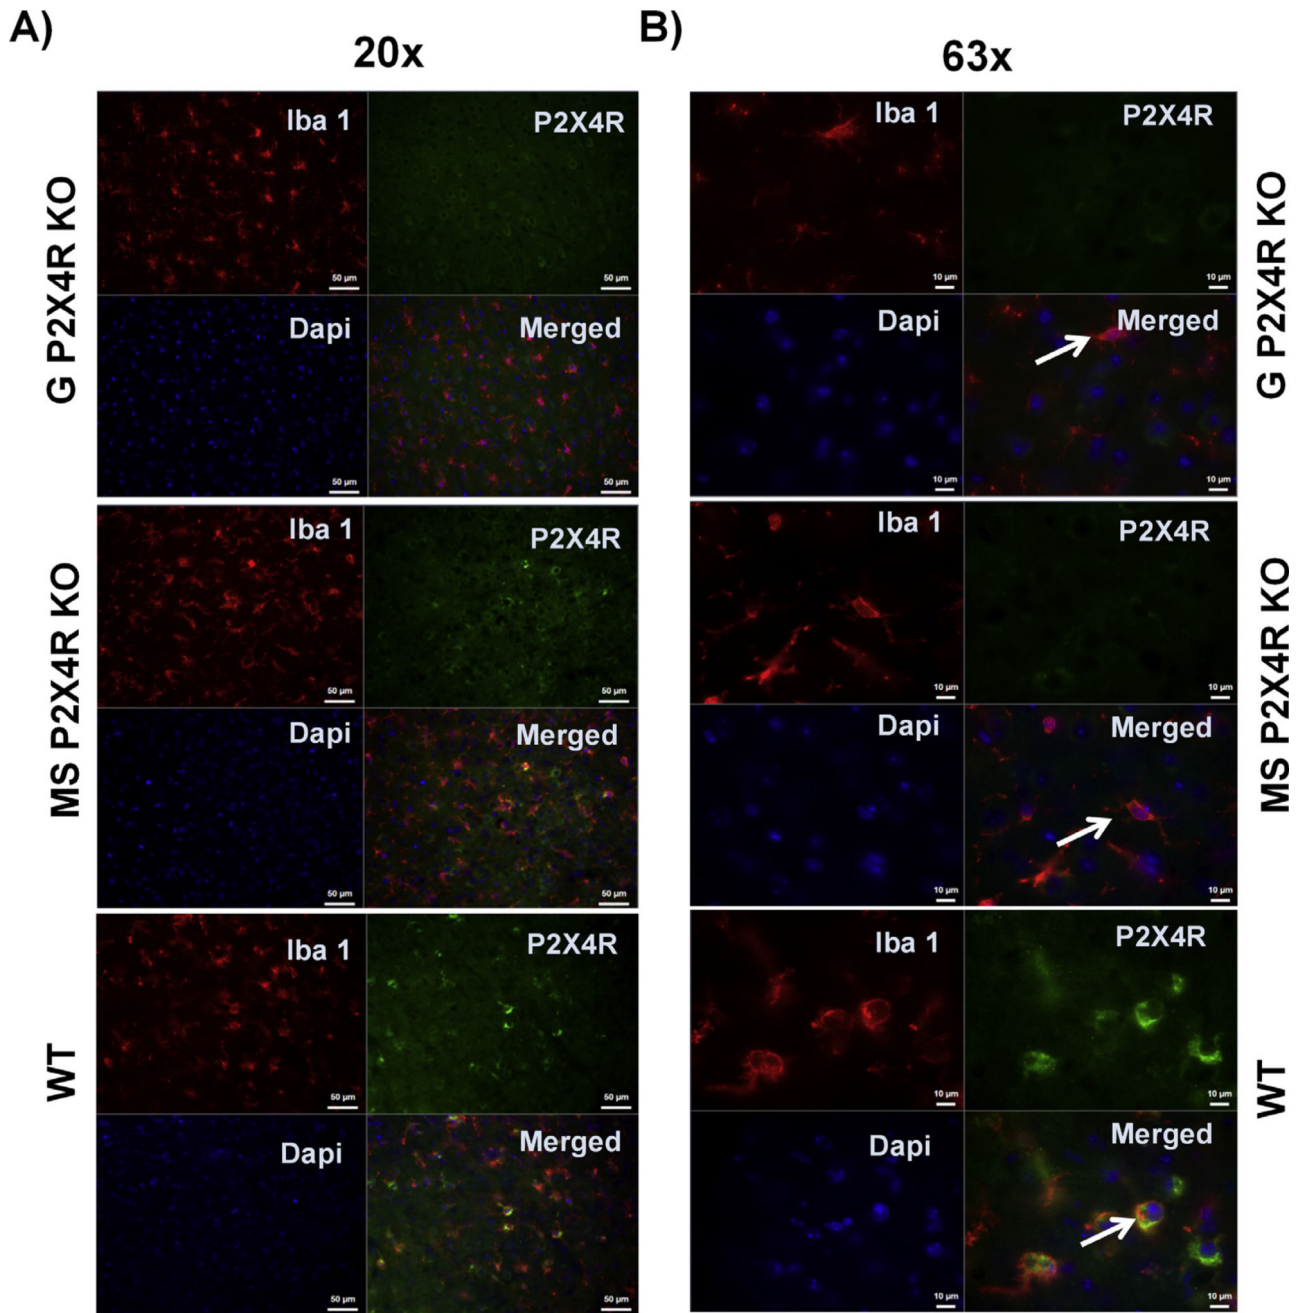 A)
B)
20x
63x
G P2X4R KO
Iba 1
P2X4R
50 µm
50 µm
Dapi
Merged
50 µm
50 µm
Iba 1
P2X4R
10 µm
10 µm
Dapi
Merged
10 µm
10 µm
G P2X4R KO
MS P2X4R KO
Iba 1
P2X4R
50 µm
50 µm
Dapi
Merged
50 µm
50 µm
Iba 1
P2X4R
10 µm
10 µm
Dapi
Merged
10 µm
10 µm
MS P2X4R KO
WT
Iba 1
P2X4R
50 µm
50 µm
Dapi
Merged
50 µm
50 µm
Iba 1
P2X4R
10 µm
10 µm
Dapi
Merged
10 µm
10 µm
WT